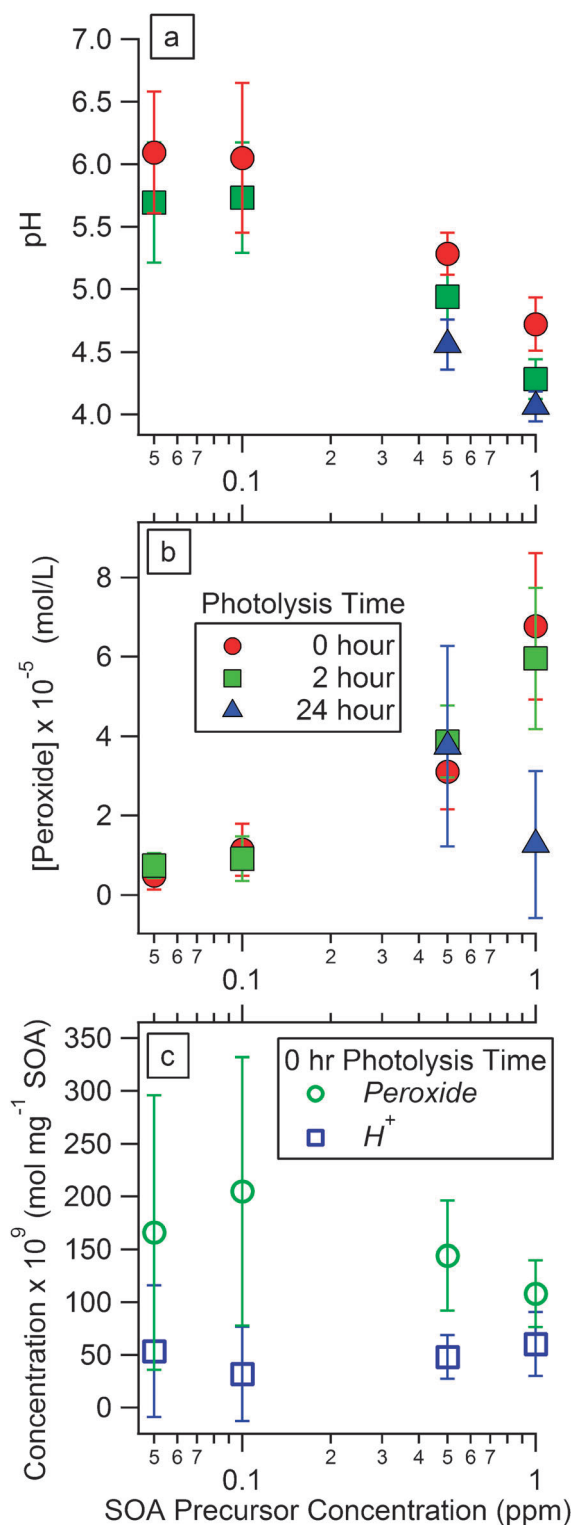 a
7.0
6.5
6.0
5.5
5.0
4.5
4.0
pH
5 6 7 2 3 4 5 6 7
0.1 1
b
8
6
4
2
0
[Peroxide] x 10⁻⁵ (mol/L)
Photolysis Time
0 hour
2 hour
24 hour
5 6 7 2 3 4 5 6 7
0.1 1
c
350
300
250
200
150
100
50
0
Concentration x 10⁹ (mol mg⁻¹ SOA)
0 hr Photolysis Time
Peroxide
H⁺
5 6 7 2 3 4 5 6 7
0.1 1
SOA Precursor Concentration (ppm)